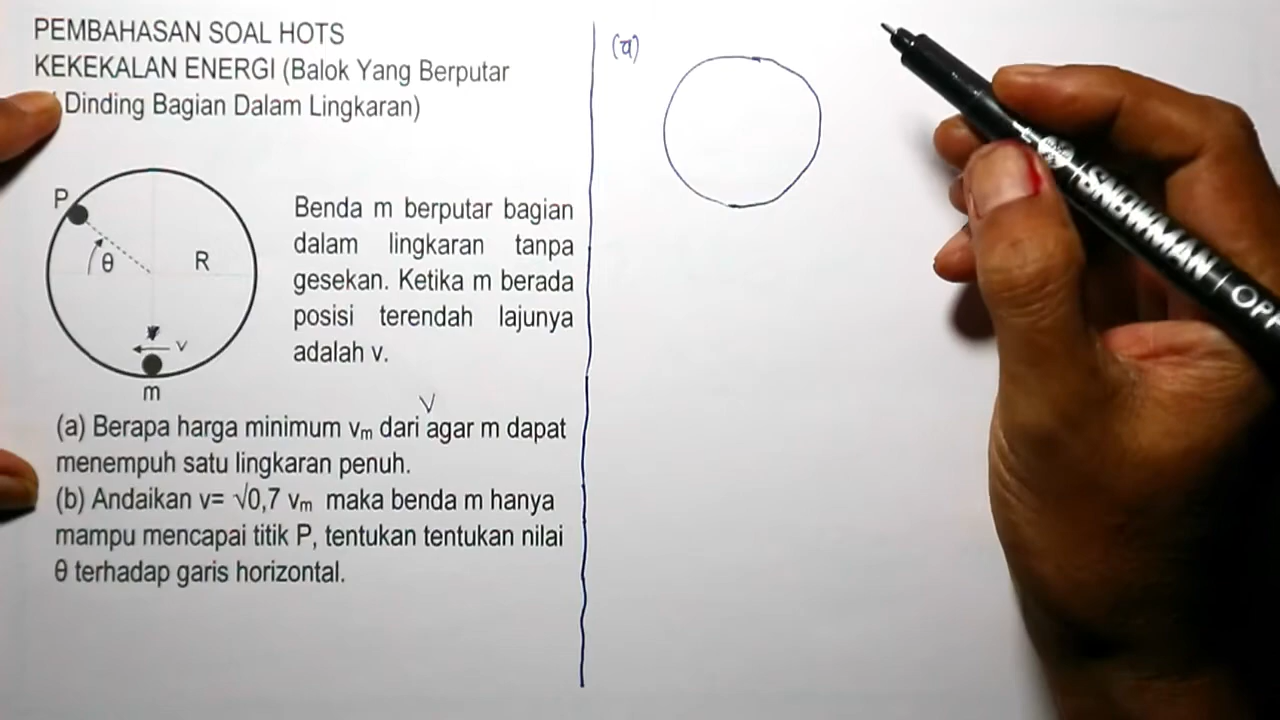 PEMBAHASAN SOAL HOTS
KEKEKALAN ENERGI (Balok Yang Berputar
Dinding Bagian Dalam Lingkaran)
P
θ
R
v
m
Benda m berputar bagian
dalam lingkaran tanpa
gesekan. Ketika m berada
posisi terendah lajunya
adalah v.
v
(a) Berapa harga minimum vₘ dari agar m dapat
menempuh satu lingkaran penuh.
(b) Andaikan v= √0,7 vₘ maka benda m hanya
mampu mencapai titik P, tentukan tentukan nilai
θ terhadap garis horizontal.
(a)
SNOWMAN